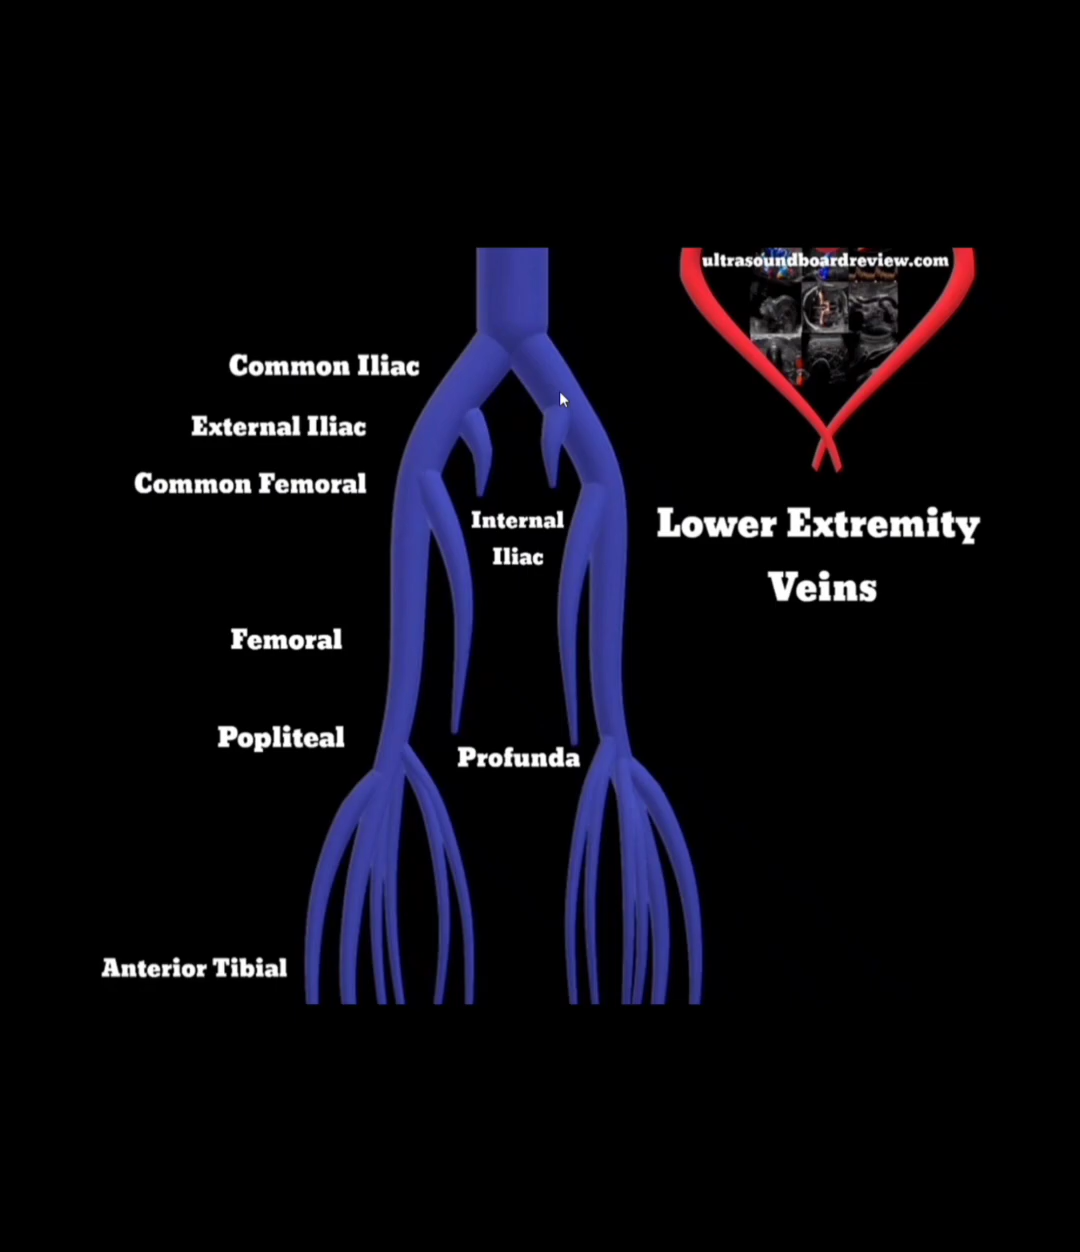 ultrasoundboardreview.com
Common Iliac
External Iliac
Common Femoral
Internal
Iliac
Lower Extremity
Veins
Femoral
Popliteal
Profunda
Anterior Tibial